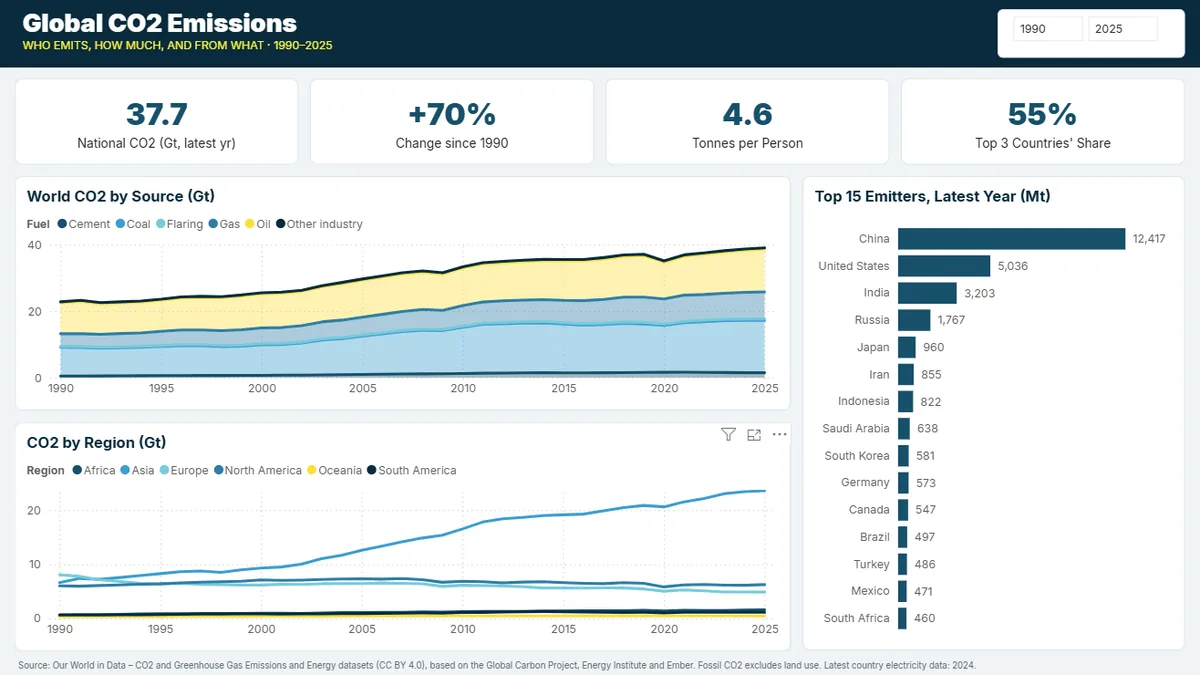 Global CO2 Emissions
WHO EMITS, HOW MUCH, AND FROM WHAT · 1990–2025
1990 2025
37.7
National CO2 (Gt, latest yr)
+70%
Change since 1990
4.6
Tonnes per Person
55%
Top 3 Countries' Share
World CO2 by Source (Gt)
Fuel Cement Coal Flaring Gas Oil Other industry
40
20
0
1990 1995 2000 2005 2010 2015 2020 2025
CO2 by Region (Gt)
Region Africa Asia Europe North America Oceania South America
20
10
0
1990 1995 2000 2005 2010 2015 2020 2025
Top 15 Emitters, Latest Year (Mt)
China 12,417
United States 5,036
India 3,203
Russia 1,767
Japan 960
Iran 855
Indonesia 822
Saudi Arabia 638
South Korea 581
Germany 573
Canada 547
Brazil 497
Turkey 486
Mexico 471
South Africa 460
Source: Our World in Data – CO2 and Greenhouse Gas Emissions and Energy datasets (CC BY 4.0), based on the Global Carbon Project, Energy Institute and Ember. Fossil CO2 excludes land use. Latest country electricity data: 2024.